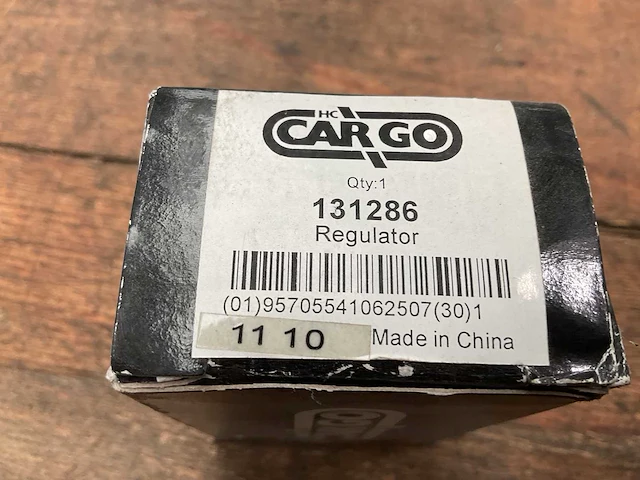 HC
CARGO
Qty:1
131286
Regulator
(01)95705541062507(30)1
11 10
Made in China